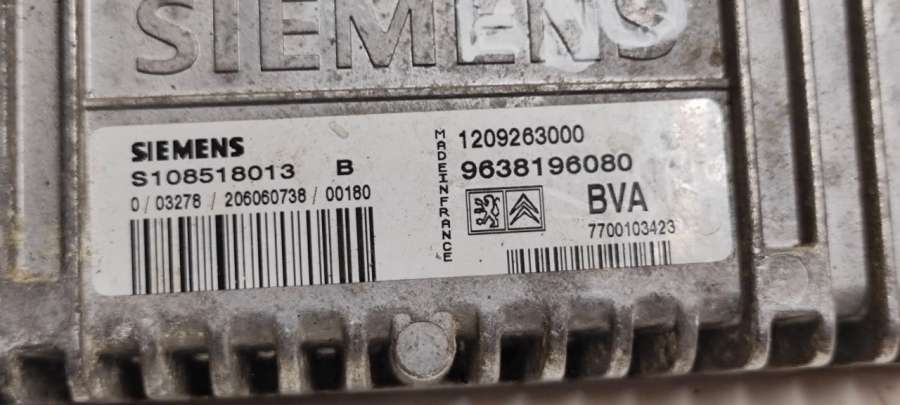 SIEMENS
SIEMENS
S108518013 B
0 / 03278 / 206060738 / 00180
MADE IN FRANCE
1209263000
9638196080
BVA
7700103423